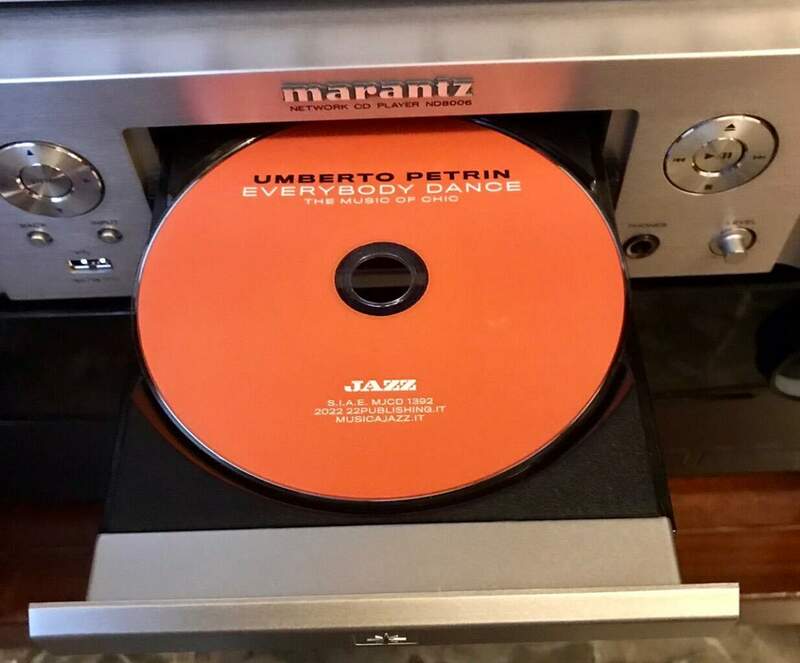 marantz
NETWORK CD PLAYER ND8006
UMBERTO PETRIN
EVERYBODY DANCE
THE MUSIC OF CHIC
BACK
INPUT
PHONES
LEVEL
JAZZ
S.I.A.E. MJCD 1392
2022 22PUBLISHING.IT
MUSICAJAZZ.IT